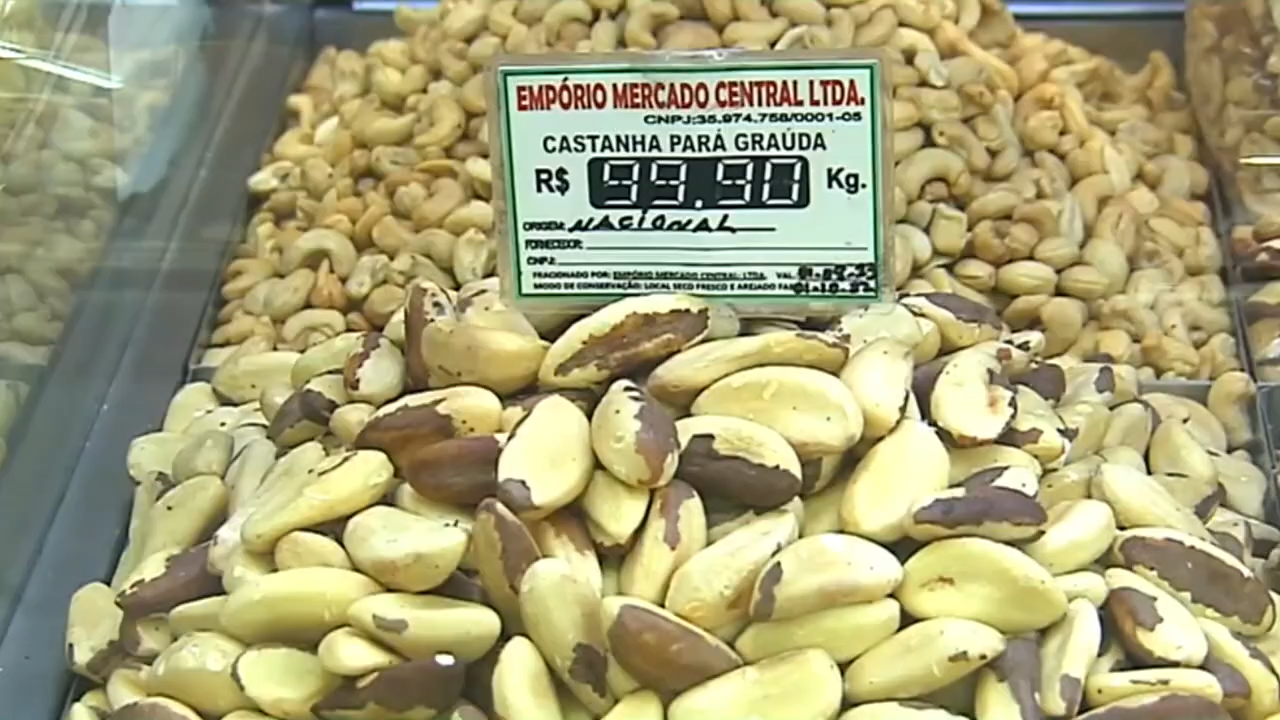 EMPÓRIO MERCADO CENTRAL LTDA.
CNPJ:35.974.758/0001-05
CASTANHA PARÁ GRAÚDA
R$ 99.90 Kg.
ORIGEM: NACIONAL
FORNECEDOR:
CNPJ:
FRACIONADO POR: EMPÓRIO MERCADO CENTRAL LTDA. VAL.
MODO DE CONSERVAÇÃO: LOCAL SECO FRESCO E AREJADO